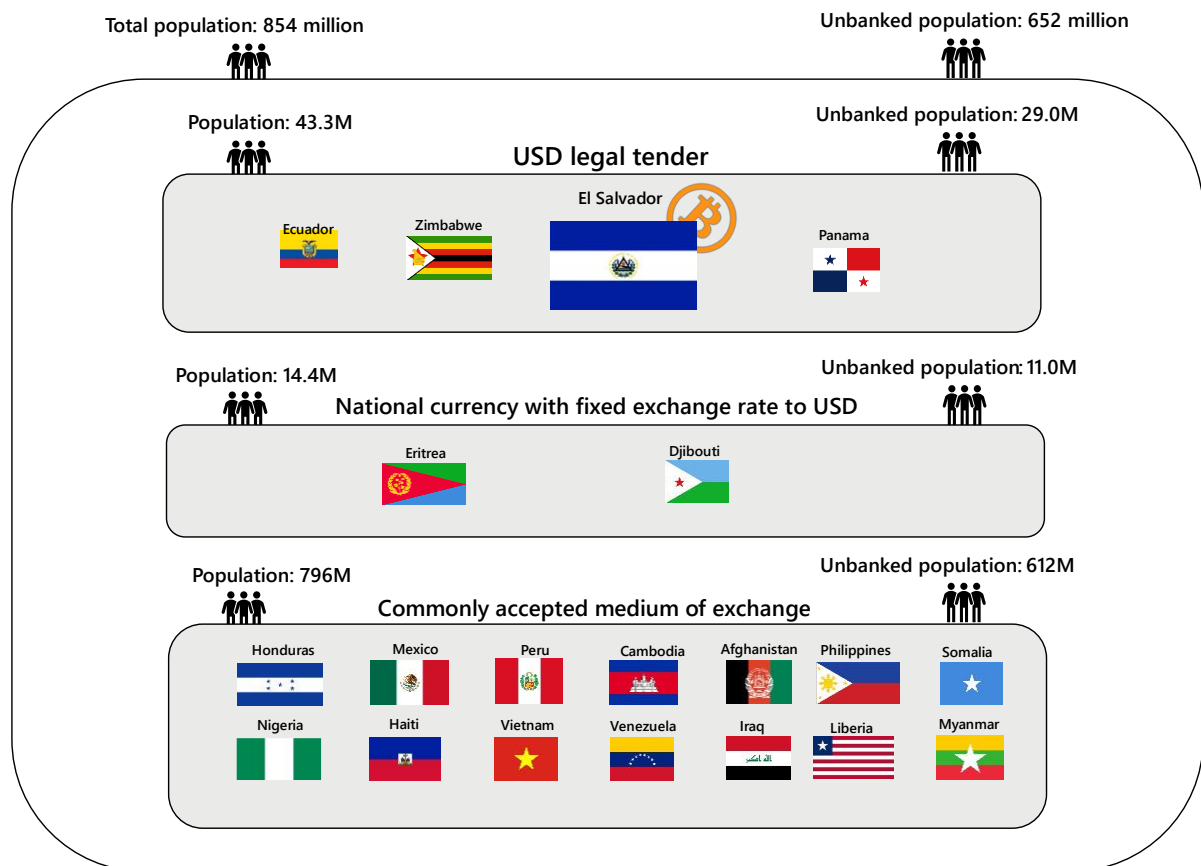 Total population: 854 million
Unbanked population: 652 million
Population: 43.3M
Unbanked population: 29.0M
USD legal tender
El Salvador
Ecuador
Zimbabwe
Panama
Population: 14.4M
Unbanked population: 11.0M
National currency with fixed exchange rate to USD
Eritrea
Djibouti
Population: 796M
Unbanked population: 612M
Commonly accepted medium of exchange
Honduras
Mexico
Peru
Cambodia
Afghanistan
Philippines
Somalia
Nigeria
Haiti
Vietnam
Venezuela
Iraq
Liberia
Myanmar